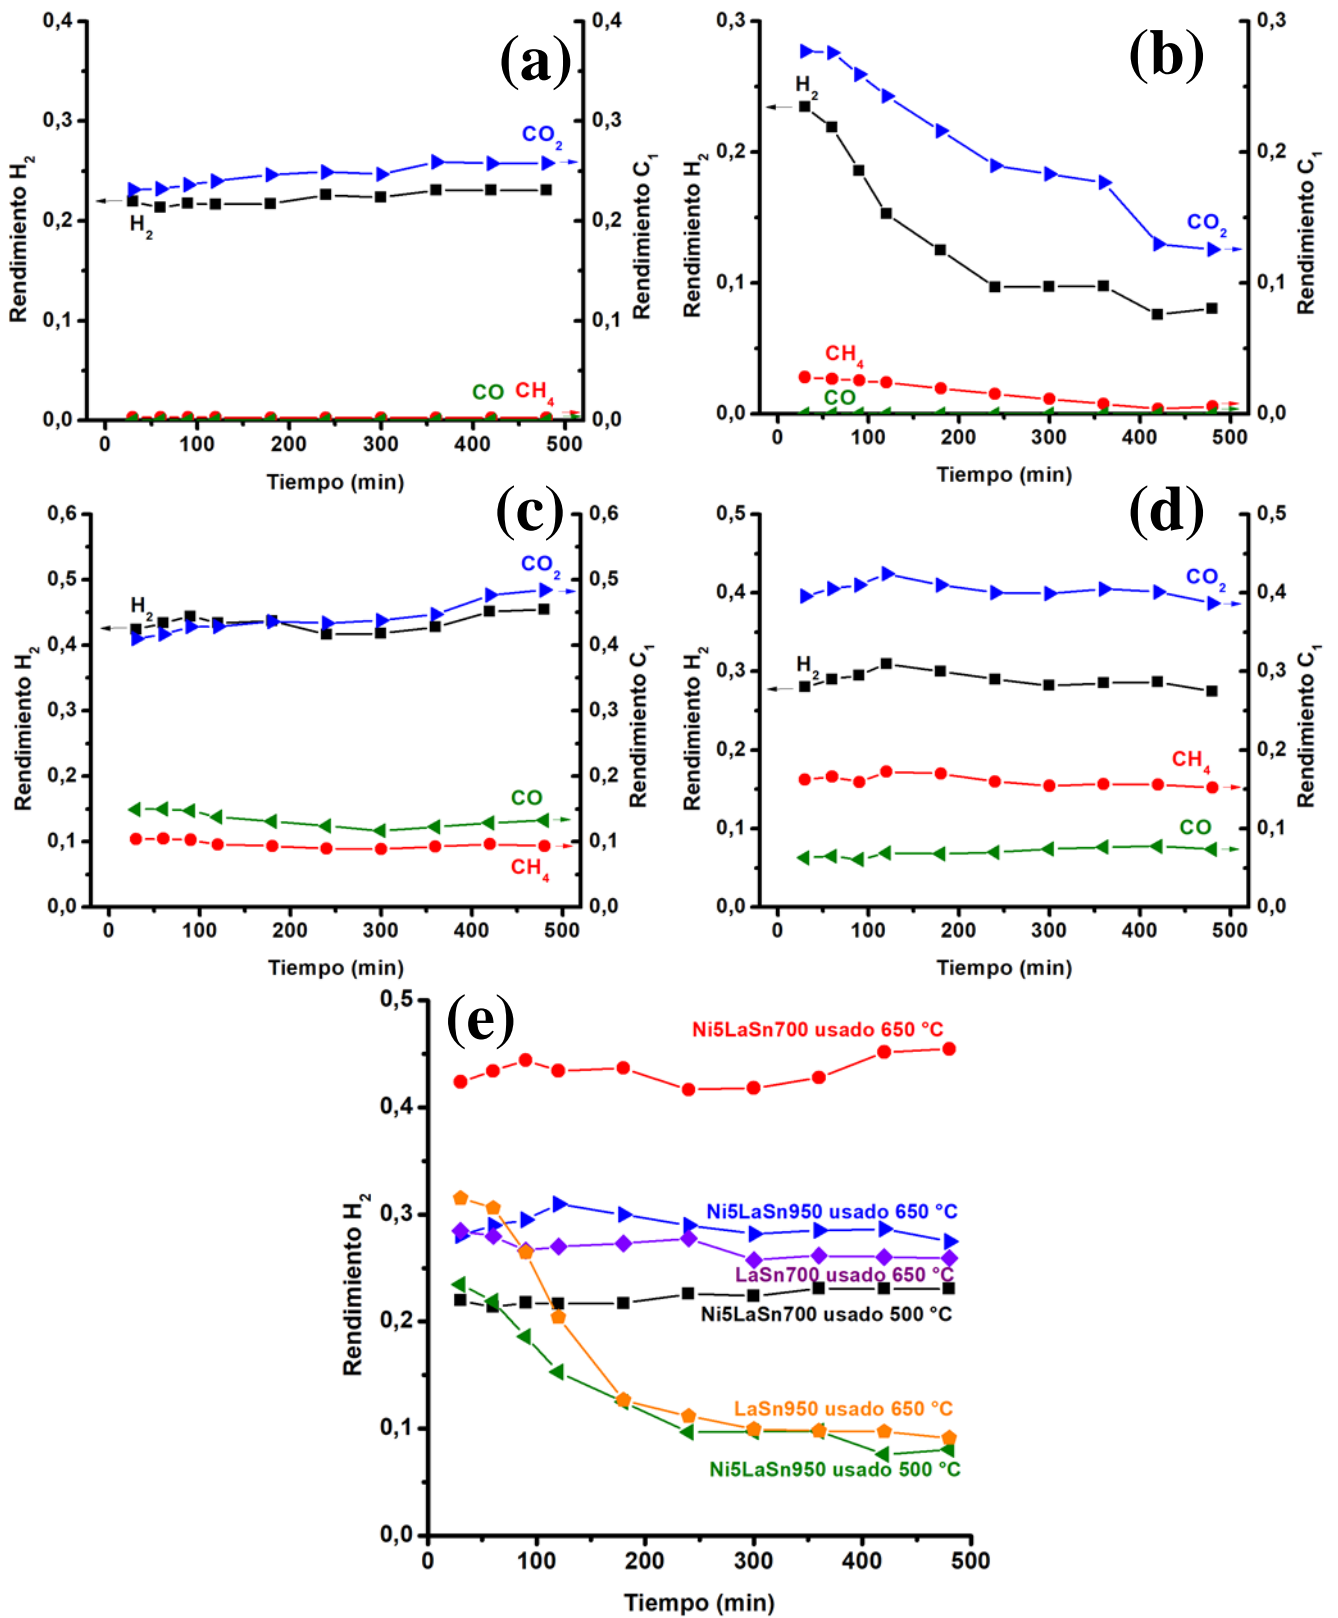 (a)
0,4
0,3
0,2
0,1
0,0
Rendimiento H2
0,4
0,3
0,2
0,1
0,0
Rendimiento C1
CO2
H2
CO CH4
0 100 200 300 400 500
Tiempo (min)
(b)
0,3
0,2
0,1
0,0
Rendimiento H2
0,3
0,2
0,1
0,0
Rendimiento C1
H2
CO2
CH4
CO
0 100 200 300 400 500
Tiempo (min)
(c)
0,6
0,5
0,4
0,3
0,2
0,1
0,0
Rendimiento H2
0,6
0,5
0,4
0,3
0,2
0,1
0,0
Rendimiento C1
CO2
H2
CO
CH4
0 100 200 300 400 500
Tiempo (min)
(d)
0,5
0,4
0,3
0,2
0,1
0,0
Rendimiento H2
0,5
0,4
0,3
0,2
0,1
0,0
Rendimiento C1
CO2
H2
CH4
CO
0 100 200 300 400 500
Tiempo (min)
(e)
0,5
0,4
0,3
0,2
0,1
0,0
Rendimiento H2
Ni5LaSn700 usado 650 °C
Ni5LaSn950 usado 650 °C
LaSn700 usado 650 °C
Ni5LaSn700 usado 500 °C
LaSn950 usado 650 °C
Ni5LaSn950 usado 500 °C
0 100 200 300 400 500
Tiempo (min)